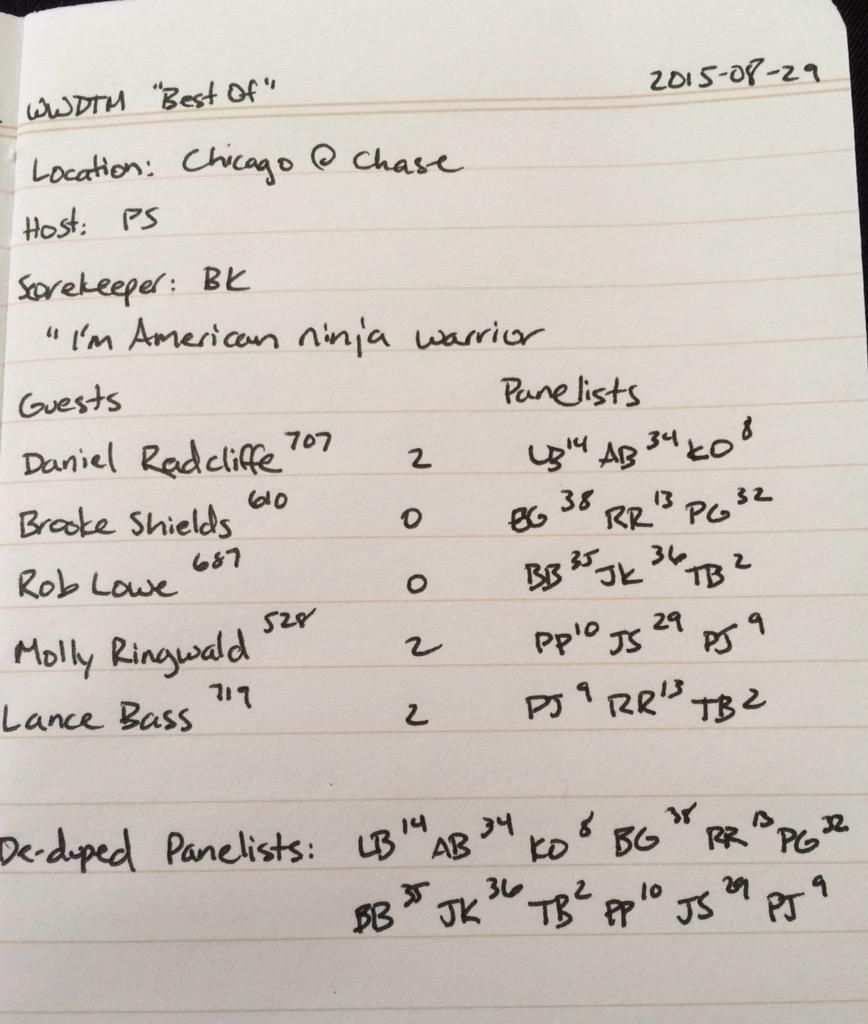 WWDTM "Best Of" 2015-08-29
Location: Chicago @ Chase
Host: PS
Scorekeeper: BK
"I'm American ninja warrior
Guests Panelists
Daniel Radcliffe 707 2 LB 14 AB 34 KO 8
Brooke Shields 610 0 BG 38 RR 13 PG 32
Rob Lowe 687 0 BB 35 JK 36 TB 2
Molly Ringwald 528 2 PP 10 JS 29 PJ 9
Lance Bass 719 2 PJ 9 RR 13 TB 2
De-duped Panelists: LB 14 AB 34 KO 8 BG 38 RR 13 PG 32
BB 35 JK 36 TB 2 PP 10 JS 29 PJ 9